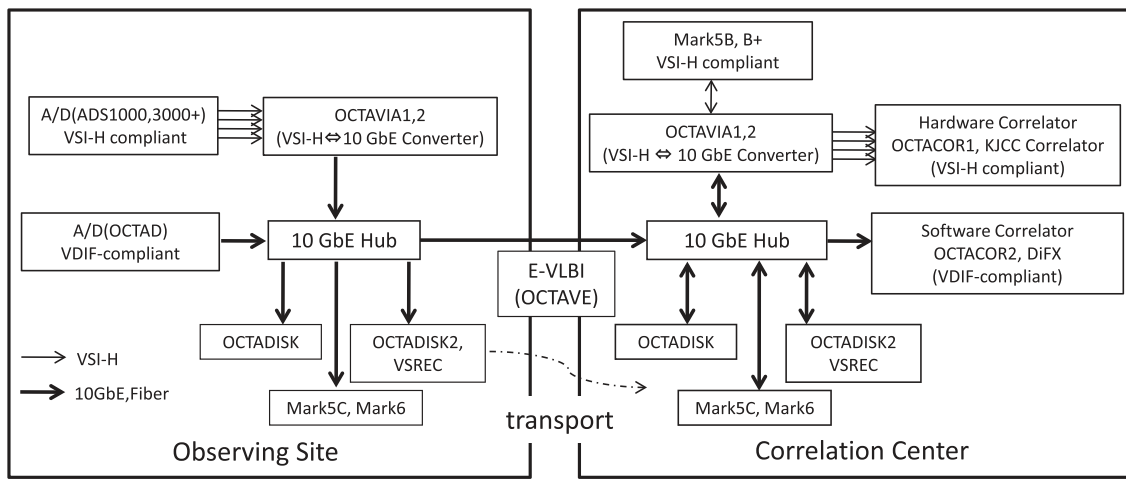 A/D(ADS1000,3000+)
VSI-H compliant
OCTAVIA1,2
(VSI-H ⇔ 10 GbE Converter)
A/D(OCTAD)
VDIF-compliant
10 GbE Hub
OCTADISK
OCTADISK2,
VSREC
Mark5C, Mark6
VSI-H
10GbE,Fiber
Observing Site
E-VLBI
(OCTAVE)
transport
Mark5B, B+
VSI-H compliant
OCTAVIA1,2
(VSI-H ⇔ 10 GbE Converter)
Hardware Correlator
OCTACOR1, KJCC Correlator
(VSI-H compliant)
10 GbE Hub
Software Correlator
OCTACOR2, DiFX
(VDIF-compliant)
OCTADISK
OCTADISK2
VSREC
Mark5C, Mark6
Correlation Center